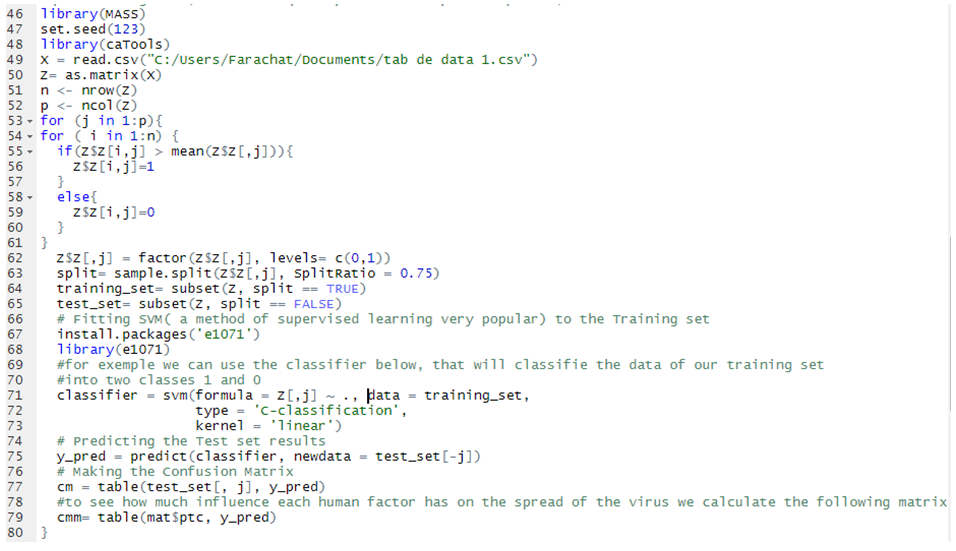 46 library(MASS)
47 set.seed(123)
48 library(caTools)
49 X = read.csv("C:/Users/Farachat/Documents/tab de data 1.csv")
50 Z= as.matrix(X)
51 n <- nrow(Z)
52 p <- ncol(Z)
53 for (j in 1:p){
54 for ( i in 1:n) {
55 if(Z$Z[i,j] > mean(Z$Z[,j])){
56 Z$Z[i,j]=1
57 }
58 else{
59 Z$Z[i,j]=0
60 }
61 }
62 Z$Z[,j] = factor(Z$Z[,j], levels= c(0,1))
63 split= sample.split(Z$Z[,j], SplitRatio = 0.75)
64 training_set= subset(Z, split == TRUE)
65 test_set= subset(Z, split == FALSE)
66 # Fitting SVM( a method of supervised learning very popular) to the Training set
67 install.packages('e1071')
68 library(e1071)
69 #for exemple we can use the classifier below, that will classifie the data of our training set
70 #into two classes 1 and 0
71 classifier = svm(formula = Z[,j] ~ ., data = training_set,
72 type = 'C-classification',
73 kernel = 'linear')
74 # Predicting the Test set results
75 y_pred = predict(classifier, newdata = test_set[-j])
76 # Making the Confusion Matrix
77 cm = table(test_set[, j], y_pred)
78 #to see how much influence each human factor has on the spread of the virus we calculate the following matrix
79 cmm= table(mat$ptc, y_pred)
80 }